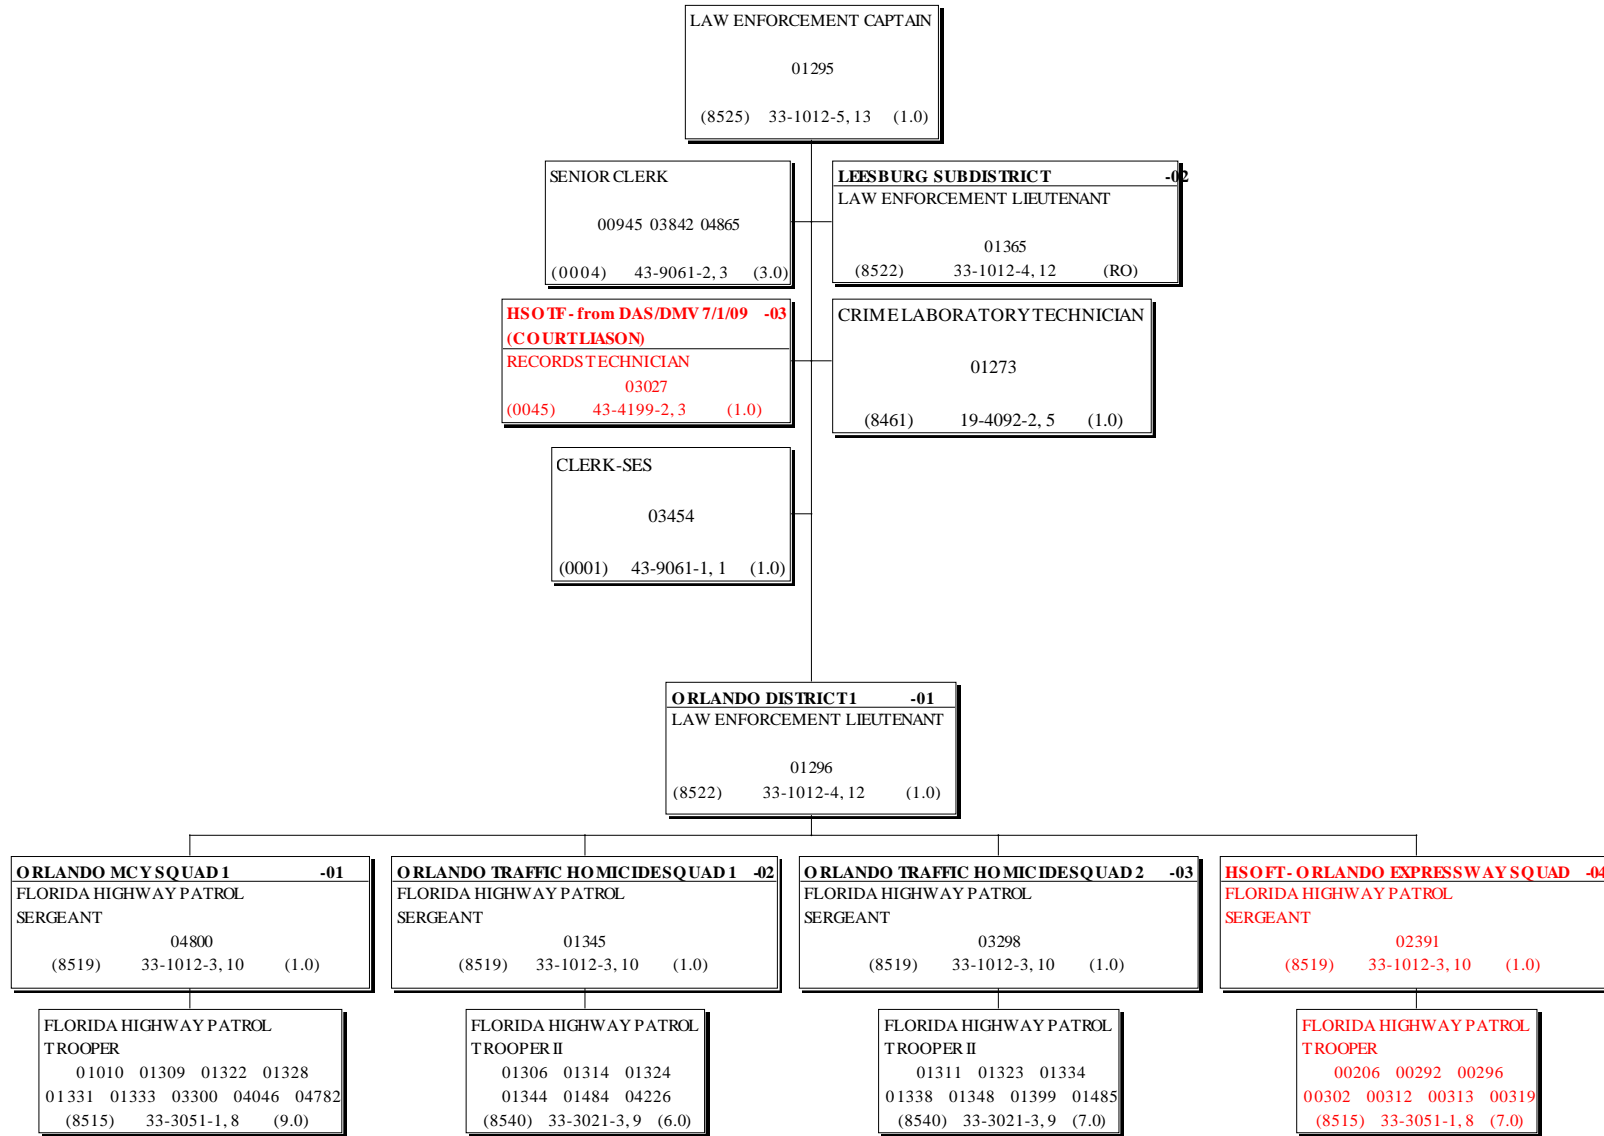 LAW ENFORCEMENT CAPTAIN
01295
(8525) 33-1012-5, 13 (1.0)
SENIOR CLERK
00945 03842 04865
(0004) 43-9061-2, 3 (3.0)
LEESBURG SUBDISTRICT -02
LAW ENFORCEMENT LIEUTENANT
01365
(8522) 33-1012-4, 12 (RO)
HSOTF - from DAS/DMV 7/1/09 -03
(COURT LIASON)
RECORDS TECHNICIAN
03027
(0045) 43-4199-2, 3 (1.0)
CRIME LABORATORY TECHNICIAN
01273
(8461) 19-4092-2, 5 (1.0)
CLERK-SES
03454
(0001) 43-9061-1, 1 (1.0)
ORLANDO DISTRICT 1 -01
LAW ENFORCEMENT LIEUTENANT
01296
(8522) 33-1012-4, 12 (1.0)
ORLANDO MCY SQUAD 1 -01
FLORIDA HIGHWAY PATROL
SERGEANT
04800
(8519) 33-1012-3, 10 (1.0)
ORLANDO TRAFFIC HOMICIDE SQUAD 1 -02
FLORIDA HIGHWAY PATROL
SERGEANT
01345
(8519) 33-1012-3, 10 (1.0)
ORLANDO TRAFFIC HOMICIDE SQUAD 2 -03
FLORIDA HIGHWAY PATROL
SERGEANT
03298
(8519) 33-1012-3, 10 (1.0)
HSOFT - ORLANDO EXPRESSWAY SQUAD -04
FLORIDA HIGHWAY PATROL
SERGEANT
02391
(8519) 33-1012-3, 10 (1.0)
FLORIDA HIGHWAY PATROL
TROOPER
01010 01309 01322 01328
01331 01333 03300 04046 04782
(8515) 33-3051-1, 8 (9.0)
FLORIDA HIGHWAY PATROL
TROOPER II
01306 01314 01324
01344 01484 04226
(8540) 33-3021-3, 9 (6.0)
FLORIDA HIGHWAY PATROL
TROOPER II
01311 01323 01334
01338 01348 01399 01485
(8540) 33-3021-3, 9 (7.0)
FLORIDA HIGHWAY PATROL
TROOPER
00206 00292 00296
00302 00312 00313 00319
(8515) 33-3051-1, 8 (7.0)